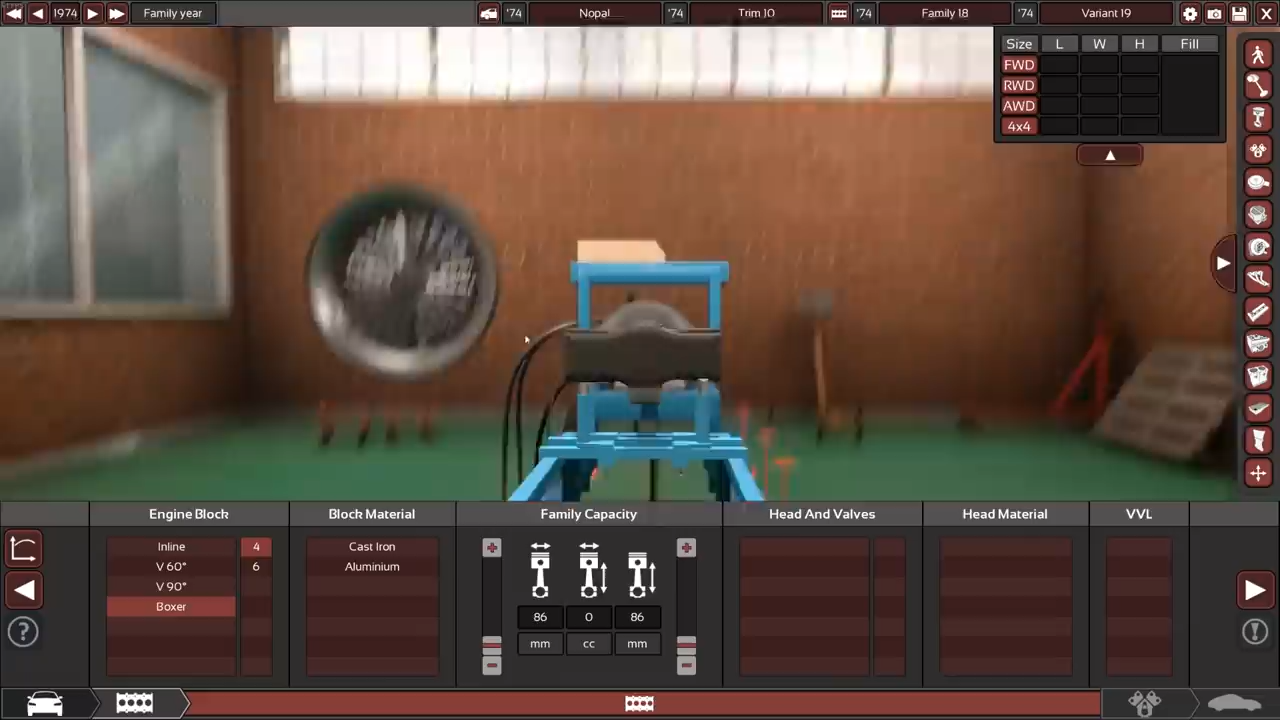 1974 Family year '74 Nopal '74 Trim 10 '74 Family 18 '74 Variant 19
Size L W H Fill
FWD
RWD
AWD
4x4
Engine Block Block Material Family Capacity Head And Valves Head Material VVL
Inline 4 Cast Iron
V 60° 6 Aluminium
V 90°
Boxer
86 0 86
mm cc mm